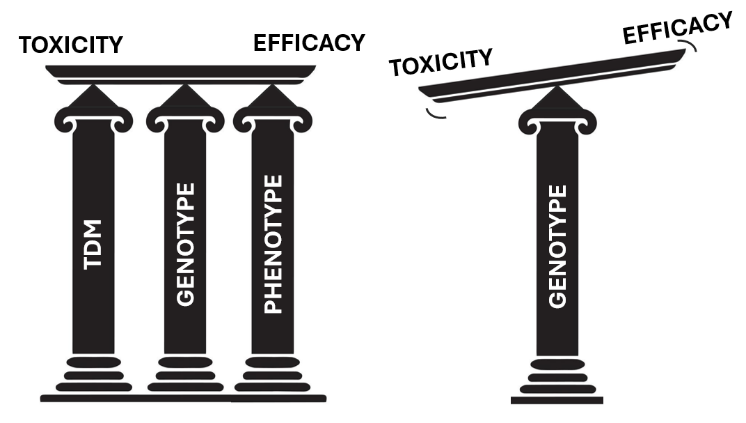 TOXICITY
EFFICACY
TDM
GENOTYPE
PHENOTYPE
TOXICITY
EFFICACY
GENOTYPE